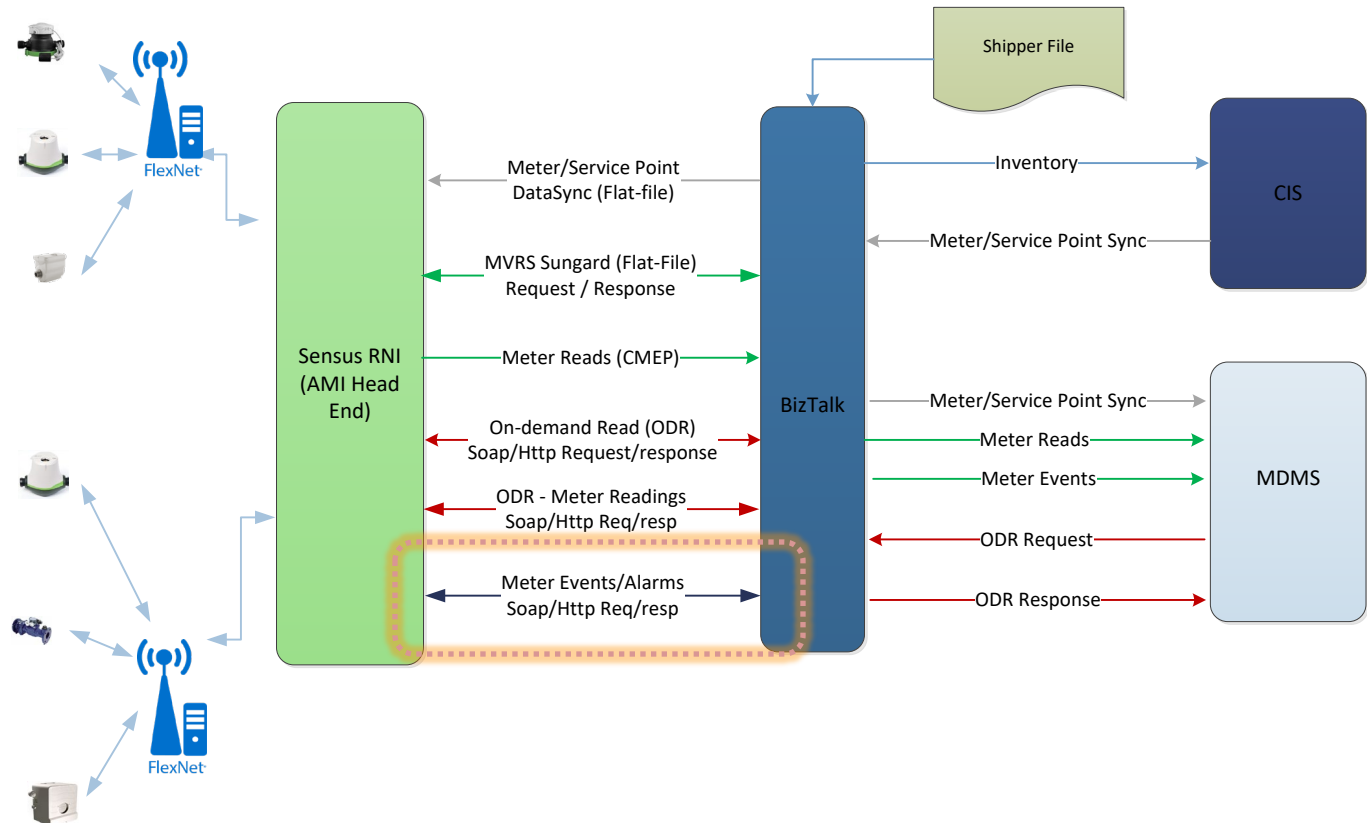 Shipper File
FlexNet
Meter/Service Point
DataSync (Flat-file)
Inventory
CIS
Meter/Service Point Sync
MVRS Sungard (Flat-File)
Request / Response
Sensus RNI
(AMI Head
End)
Meter Reads (CMEP)
BizTalk
Meter/Service Point Sync
On-demand Read (ODR)
Soap/Http Request/response
Meter Reads
Meter Events
MDMS
ODR - Meter Readings
Soap/Http Req/resp
ODR Request
Meter Events/Alarms
Soap/Http Req/resp
ODR Response
FlexNet